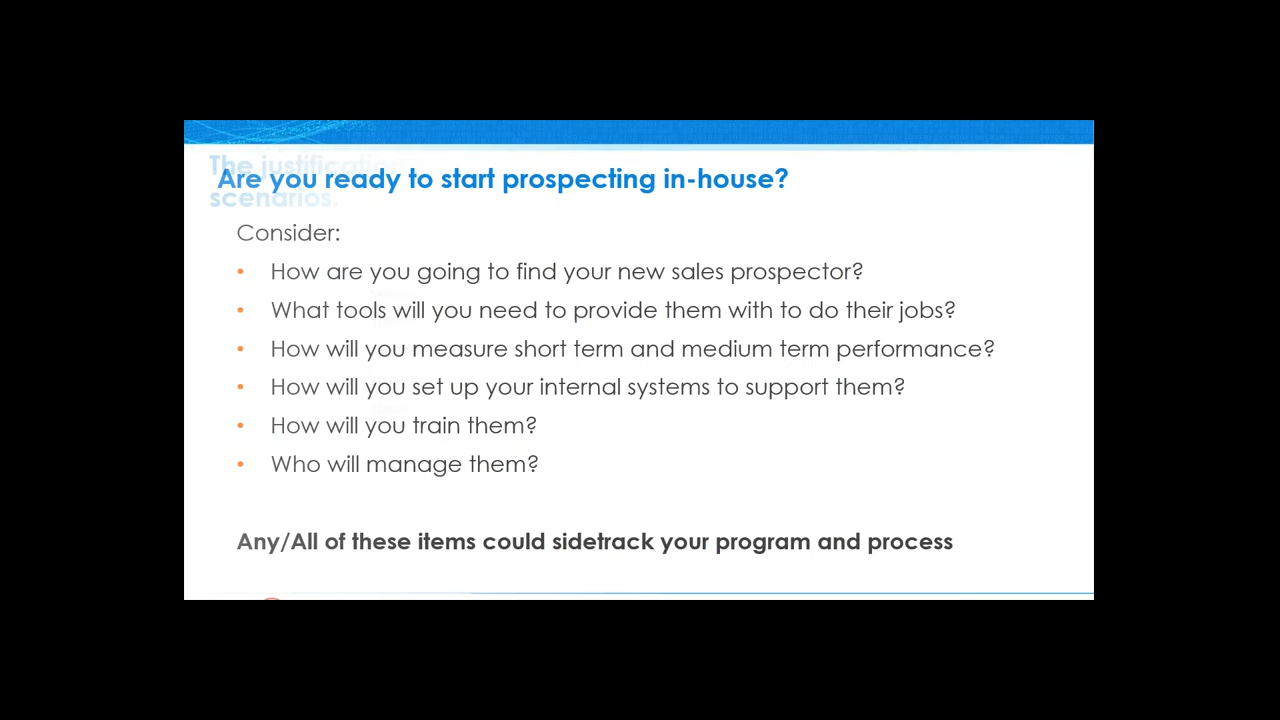 The
scenarios.
Are you ready to start prospecting in-house?
Consider:
• How are you going to find your new sales prospector?
• What tools will you need to provide them with to do their jobs?
• How will you measure short term and medium term performance?
• How will you set up your internal systems to support them?
• How will you train them?
• Who will manage them?
Any/All of these items could sidetrack your program and process